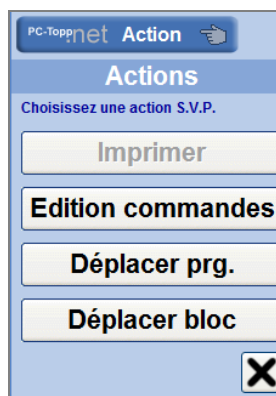 PC-Topp.net Action
Actions
Choisissez une action S.V.P.
Imprimer
Edition commandes
Déplacer prg.
Déplacer bloc